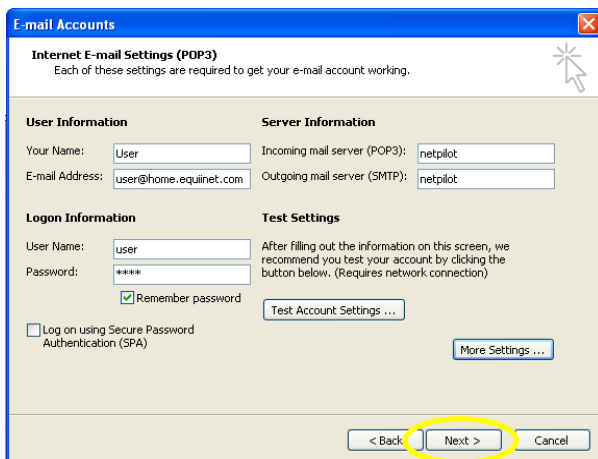 E-mail Accounts
Internet E-mail Settings (POP3)
Each of these settings are required to get your e-mail account working.
User Information
Your Name: User
E-mail Address: user@home.equiinet.com
Server Information
Incoming mail server (POP3): netpilot
Outgoing mail server (SMTP): netpilot
Logon Information
User Name: user
Password: ****
Remember password
Log on using Secure Password
Authentication (SPA)
Test Settings
After filling out the information on this screen, we
recommend you test your account by clicking the
button below. (Requires network connection)
Test Account Settings ...
More Settings ...
< Back
Next >
Cancel